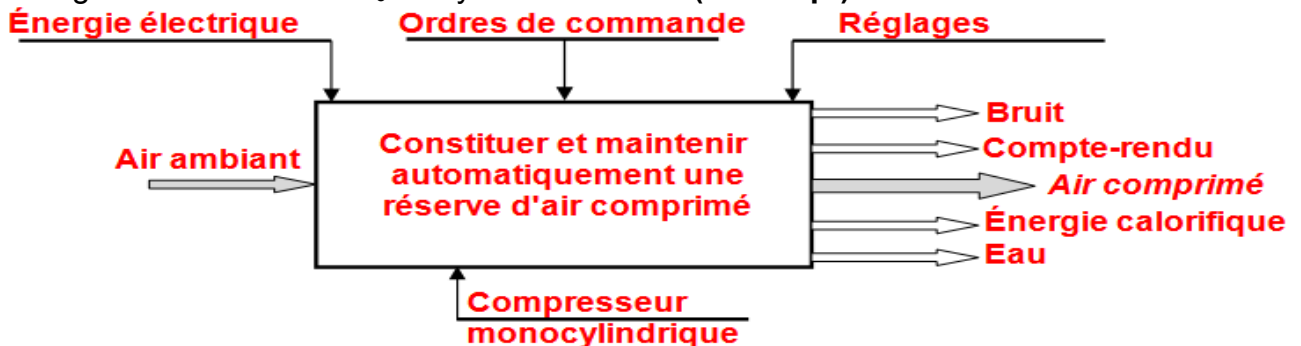 Énergie électrique
Ordres de commande
Réglages
Bruit
Constituer et maintenir
automatiquement une
réserve d'air comprimé
Compte-rendu
Air ambiant
Air comprimé
Énergie calorifique
Eau
Compresseur
monocylindrique